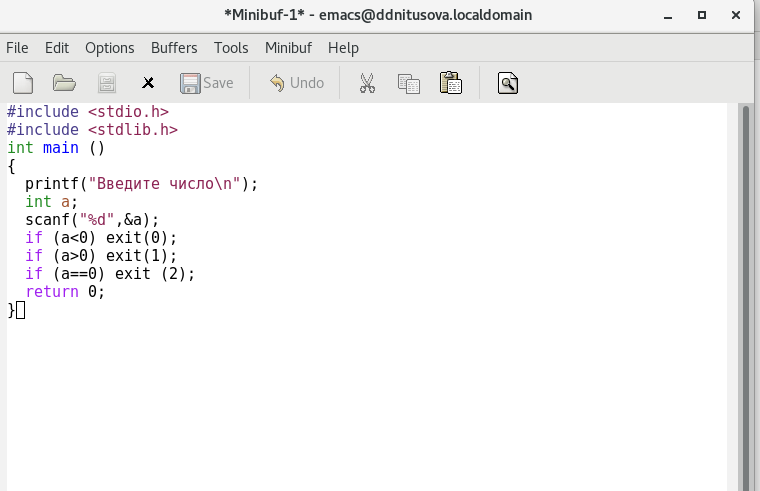 *Minibuf-1* - emacs@ddnitusova.localdomain
File Edit Options Buffers Tools Minibuf Help
Save Undo
#include <stdio.h>
#include <stdlib.h>
int main ()
{
  printf("Введите число\n");
  int a;
  scanf("%d",&a);
  if (a<0) exit(0);
  if (a>0) exit(1);
  if (a==0) exit (2);
  return 0;
}